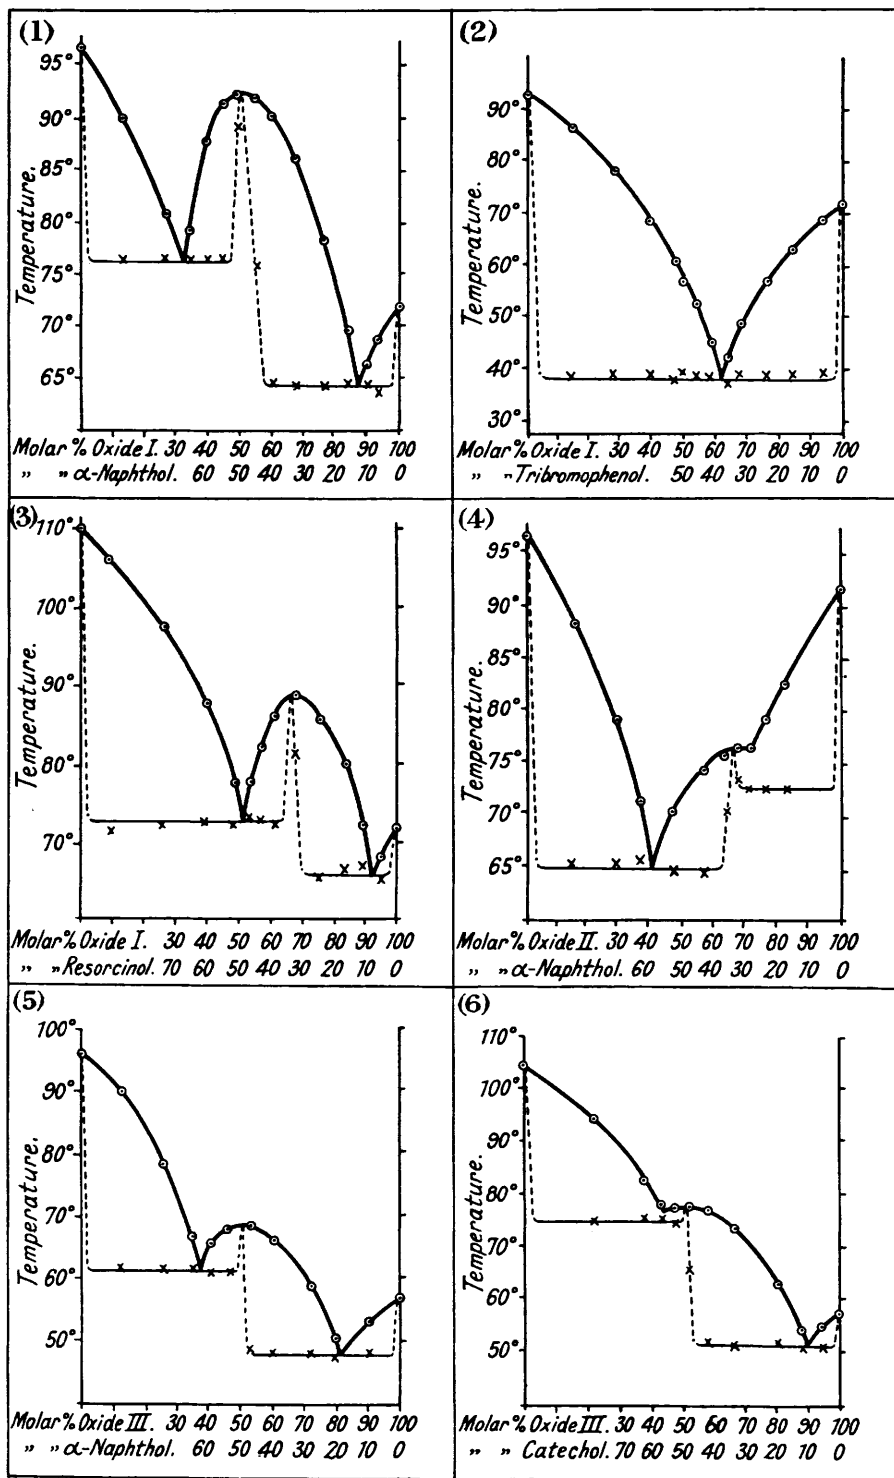 (1)
95°
90°
85°
80°
75°
70°
65°
Temperature.
Molar % Oxide I. 30 40 50 60 70 80 90 100
„ „ α-Naphthol. 60 50 40 30 20 10 0
(2)
90°
80°
70°
60°
50°
40°
30°
Temperature.
Molar % Oxide I. 30 40 50 60 70 80 90 100
„ „ Tribromophenol. 50 40 30 20 10 0
(3)
110°
100°
90°
80°
70°
Temperature.
Molar % Oxide I. 30 40 50 60 70 80 90 100
„ „ Resorcinol. 70 60 50 40 30 20 10 0
(4)
95°
90°
85°
80°
75°
70°
65°
Temperature.
Molar % Oxide II. 30 40 50 60 70 80 90 100
„ „ α-Naphthol. 60 50 40 30 20 10 0
(5)
100°
90°
80°
70°
60°
50°
Temperature.
Molar % Oxide III. 30 40 50 60 70 80 90 100
„ „ α-Naphthol. 60 50 40 30 20 10 0
(6)
110°
100°
90°
80°
70°
60°
50°
Temperature.
Molar % Oxide III. 30 40 50 60 70 80 90 100
„ „ Catechol. 70 60 50 40 30 20 10 0